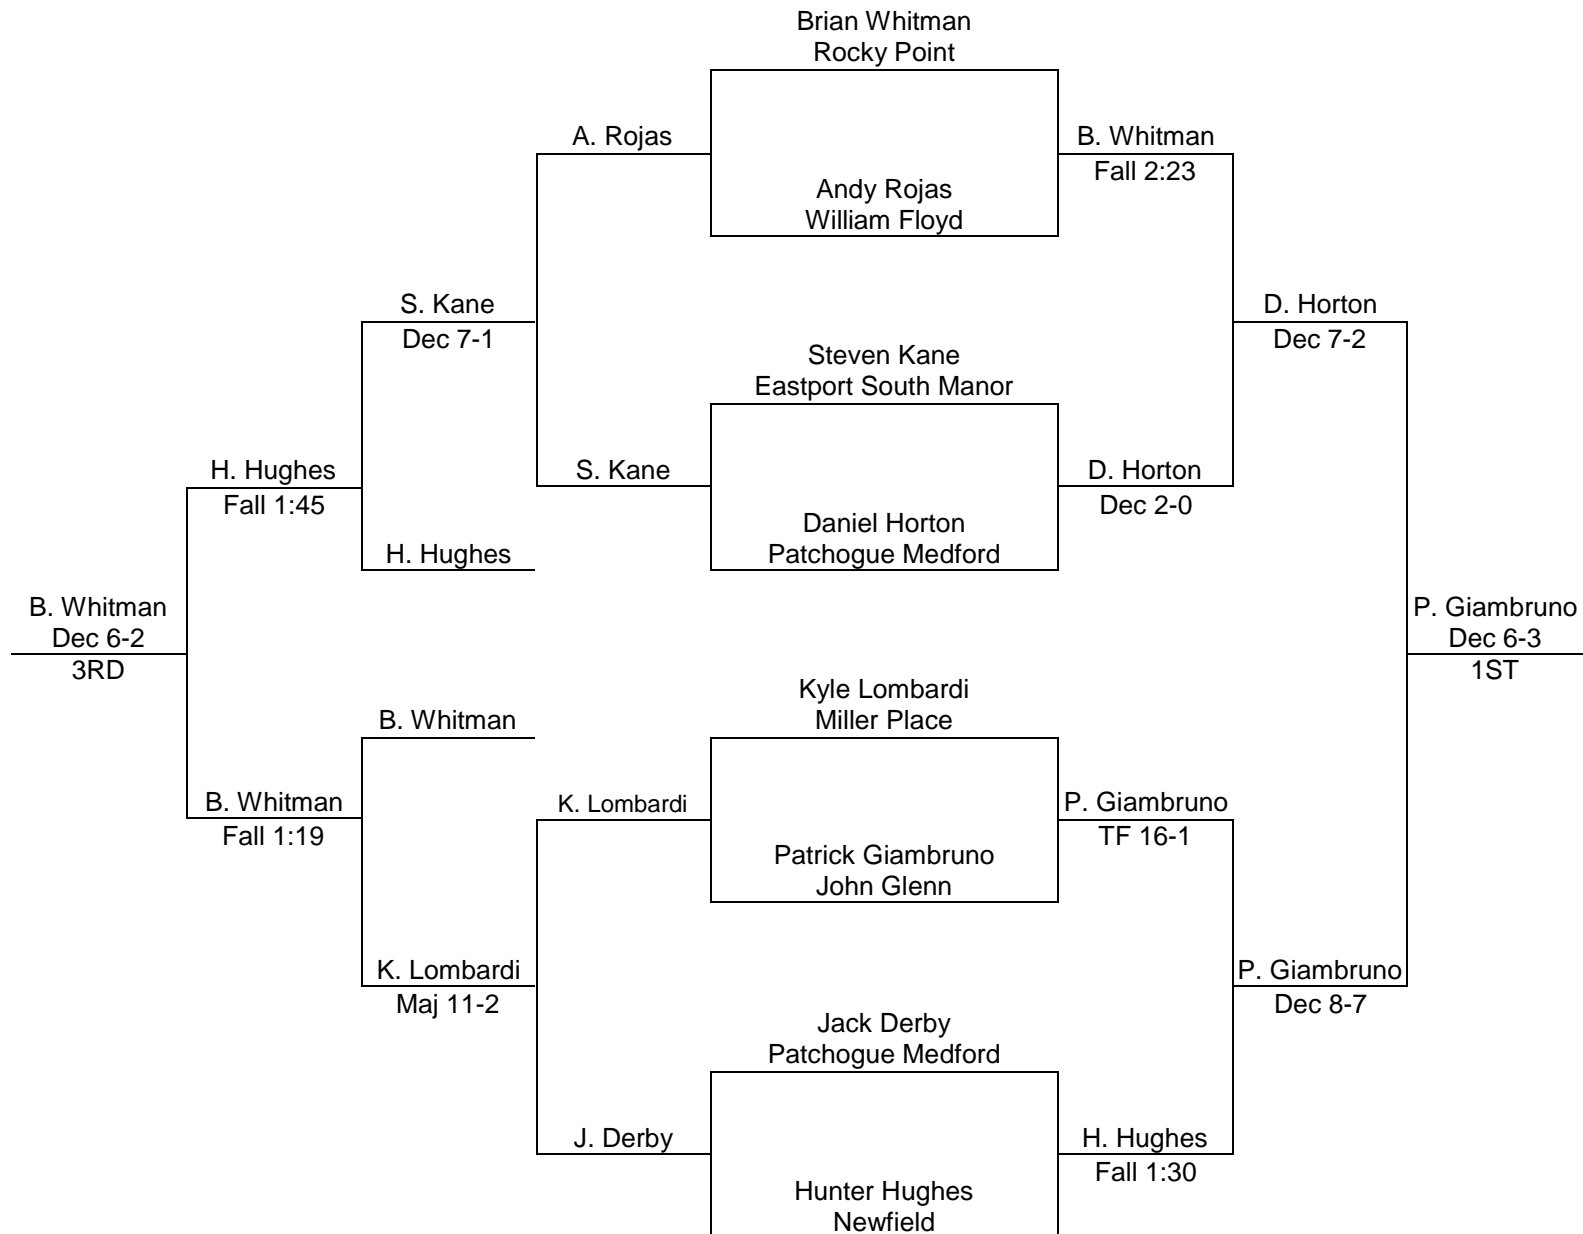 Brian Whitman
Rocky Point
A. Rojas
B. Whitman
Fall 2:23
Andy Rojas
William Floyd
S. Kane
Dec 7-1
D. Horton
Dec 7-2
Steven Kane
Eastport South Manor
H. Hughes
Fall 1:45
S. Kane
D. Horton
Dec 2-0
Daniel Horton
Patchogue Medford
H. Hughes
B. Whitman
Dec 6-2
3RD
P. Giambruno
Dec 6-3
1ST
Kyle Lombardi
Miller Place
B. Whitman
B. Whitman
Fall 1:19
K. Lombardi
P. Giambruno
TF 16-1
Patrick Giambruno
John Glenn
K. Lombardi
Maj 11-2
P. Giambruno
Dec 8-7
Jack Derby
Patchogue Medford
J. Derby
H. Hughes
Fall 1:30
Hunter Hughes
Newfield